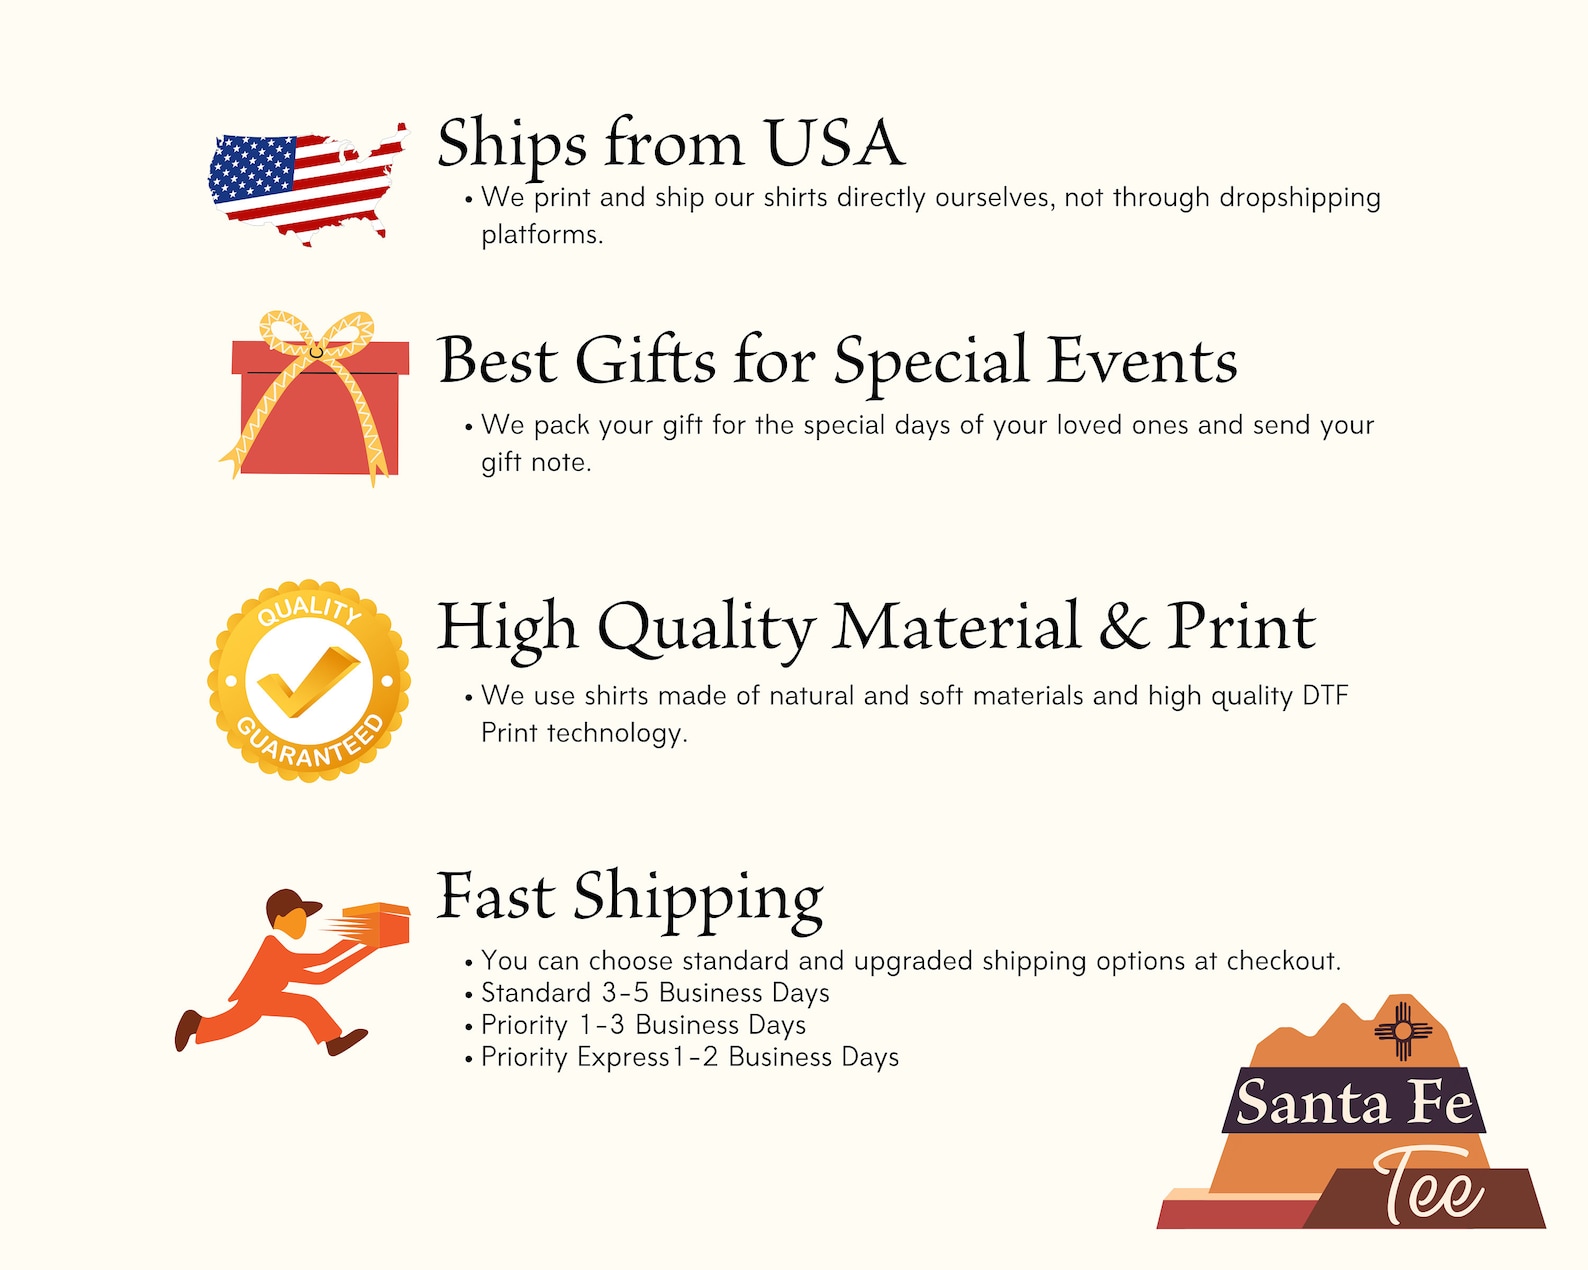 Ships from USA
• We print and ship our shirts directly ourselves, not through dropshipping
platforms.
Best Gifts for Special Events
• We pack your gift for the special days of your loved ones and send your
gift note.
QUALITY
GUARANTEED
High Quality Material & Print
• We use shirts made of natural and soft materials and high quality DTF
Print technology.
Fast Shipping
• You can choose standard and upgraded shipping options at checkout.
• Standard 3-5 Business Days
• Priority 1-3 Business Days
• Priority Express1-2 Business Days
Santa Fe
Tee